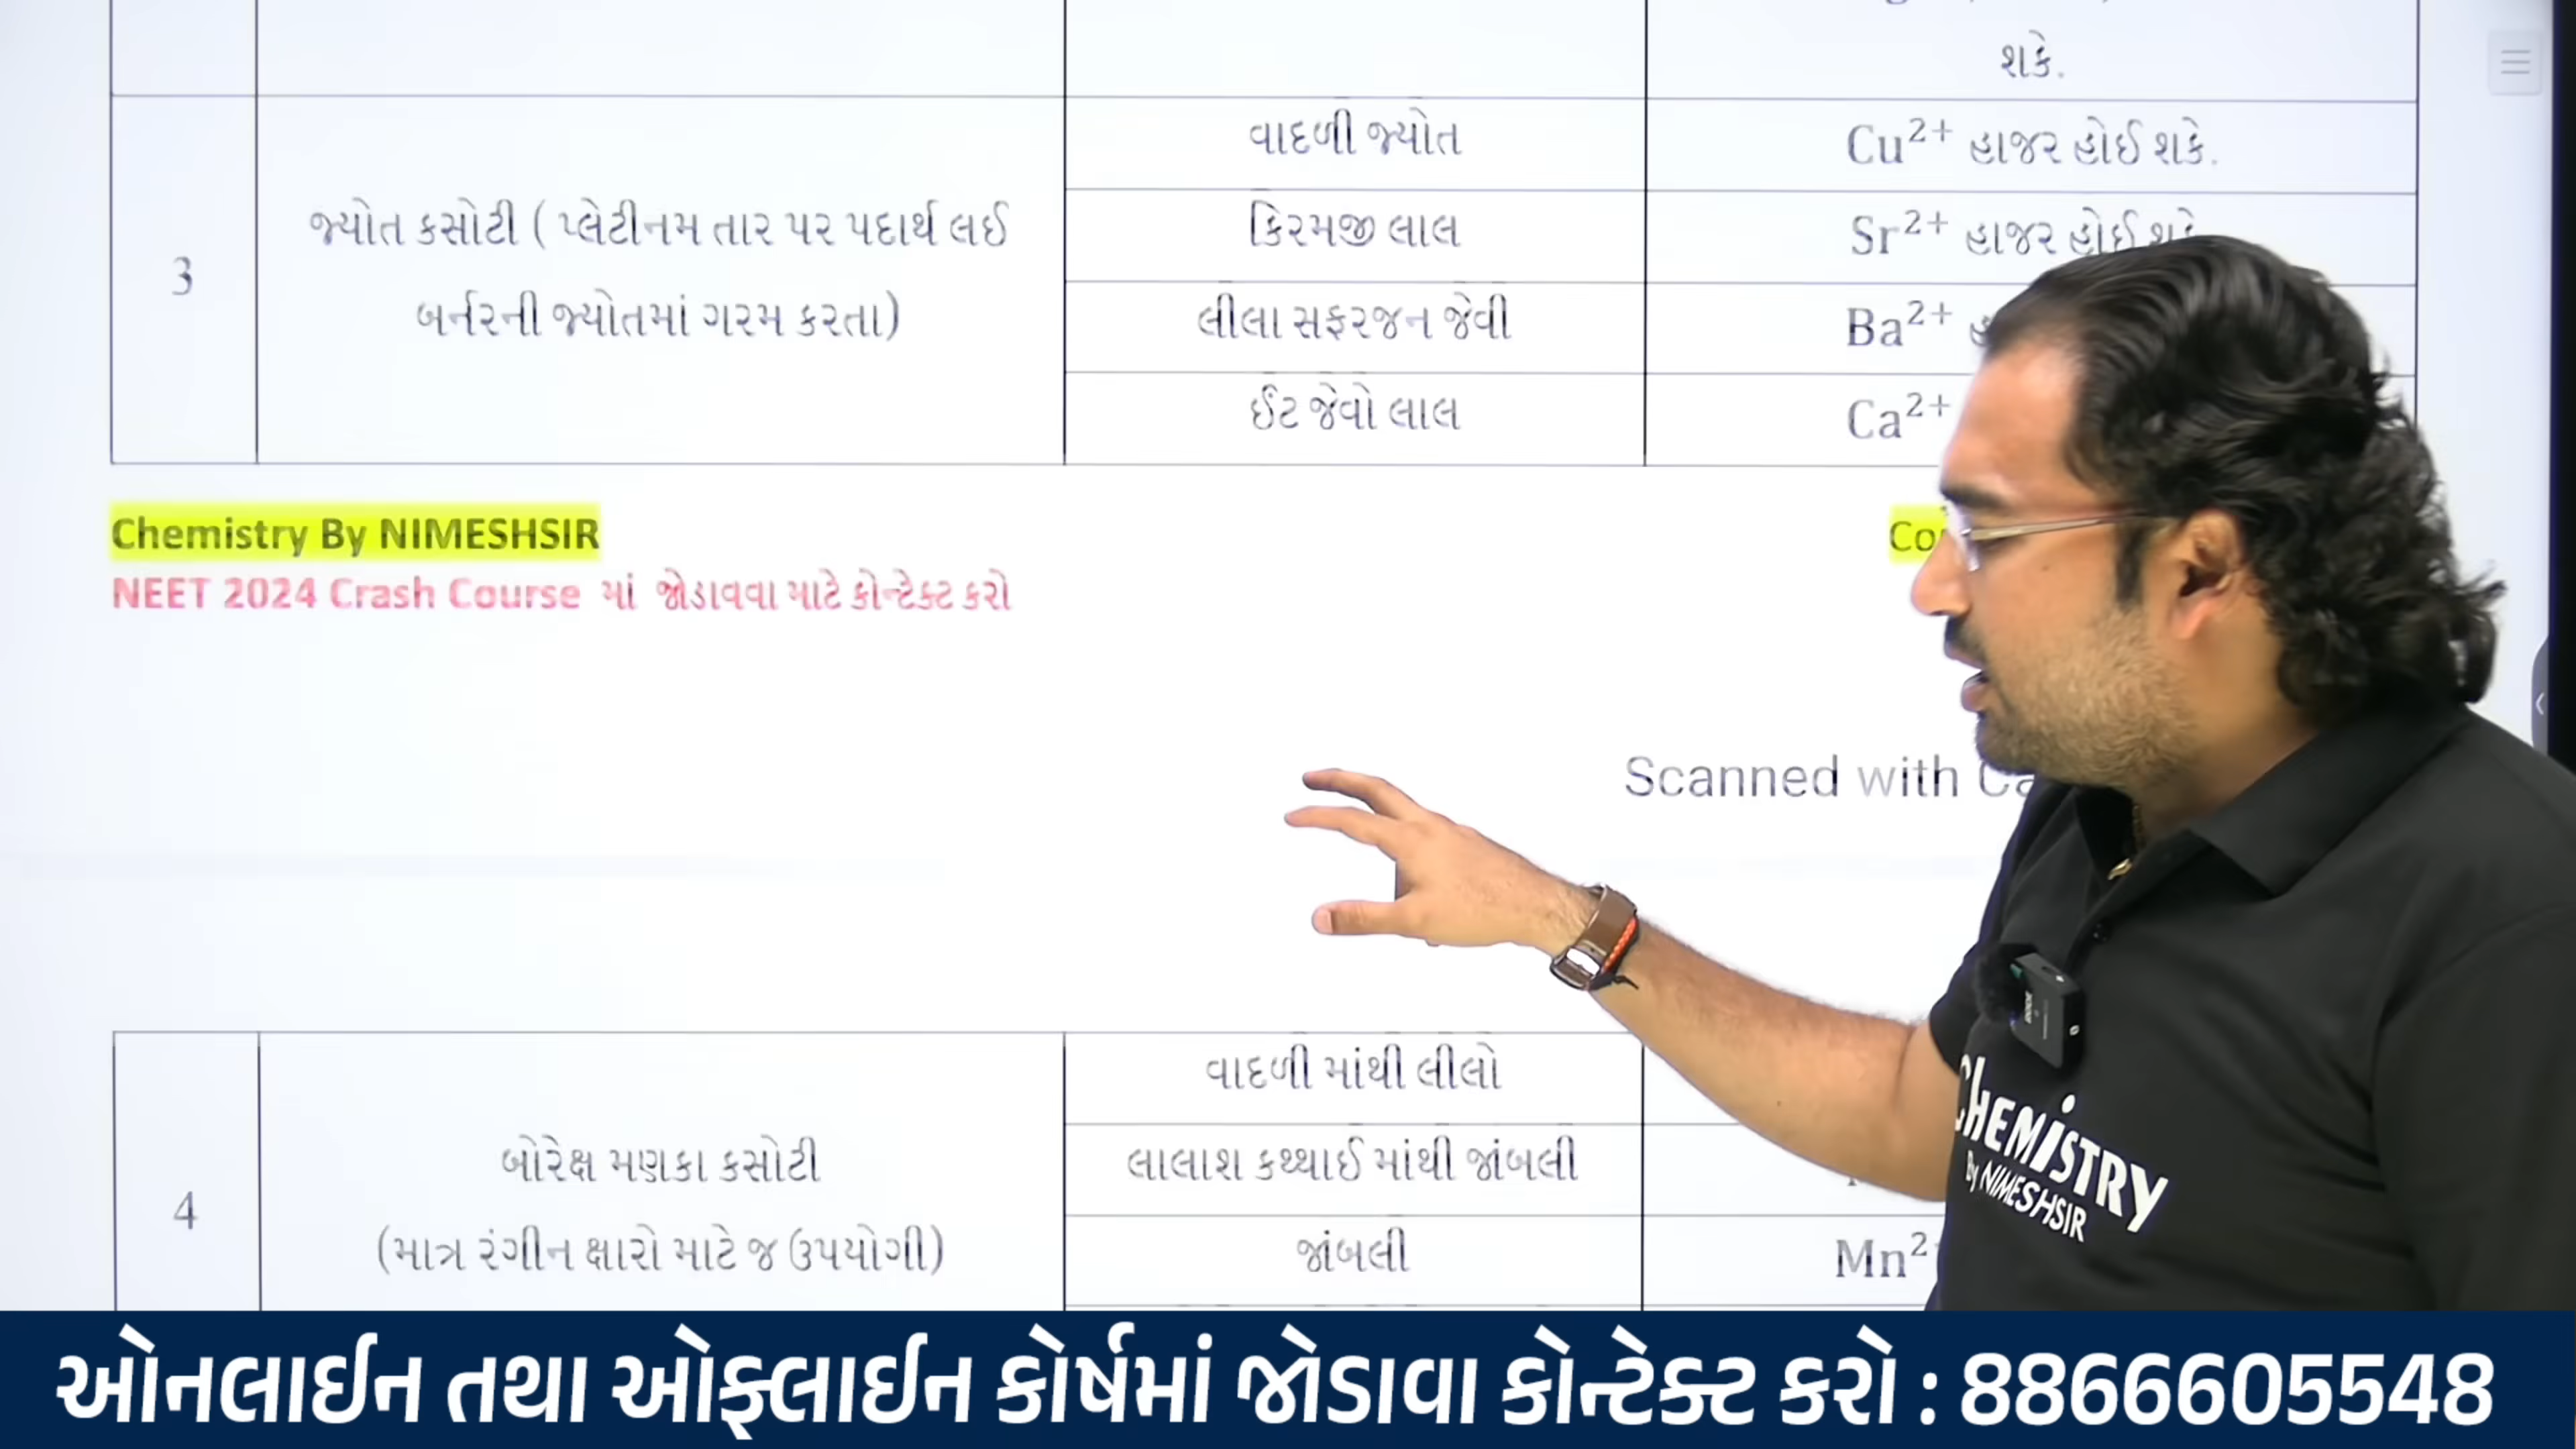 શકે.
3
જ્યોત કસોટી ( પ્લેટીનમ તાર પર પદાર્થ લઈ
બર્નરની જ્યોતમાં ગરમ કરતા)
વાદળી જ્યોત
Cu²⁺ હાજર હોઈ શકે.
કિરમજી લાલ
Sr²⁺ હાજર હોઈ શકે
લીલા સફરજન જેવી
Ba²⁺
ઈંટ જેવો લાલ
Ca²⁺
Chemistry By NIMESHSIR
NEET 2024 Crash Course માં જોડાવવા માટે કોન્ટેક્ટ કરો
Scanned with
4
બોરેક્ષ મણકા કસોટી
(માત્ર રંગીન ક્ષારો માટે જ ઉપયોગી)
વાદળી માંથી લીલો
લાલાશ કથ્થાઈ માંથી જાંબલી
જાંબલી
Mn²
CHEMISTRY
By NIMESHSIR
ઓનલાઈન તથા ઓફલાઈન કોર્ષમાં જોડાવા કોન્ટેક્ટ કરો : 8866605548